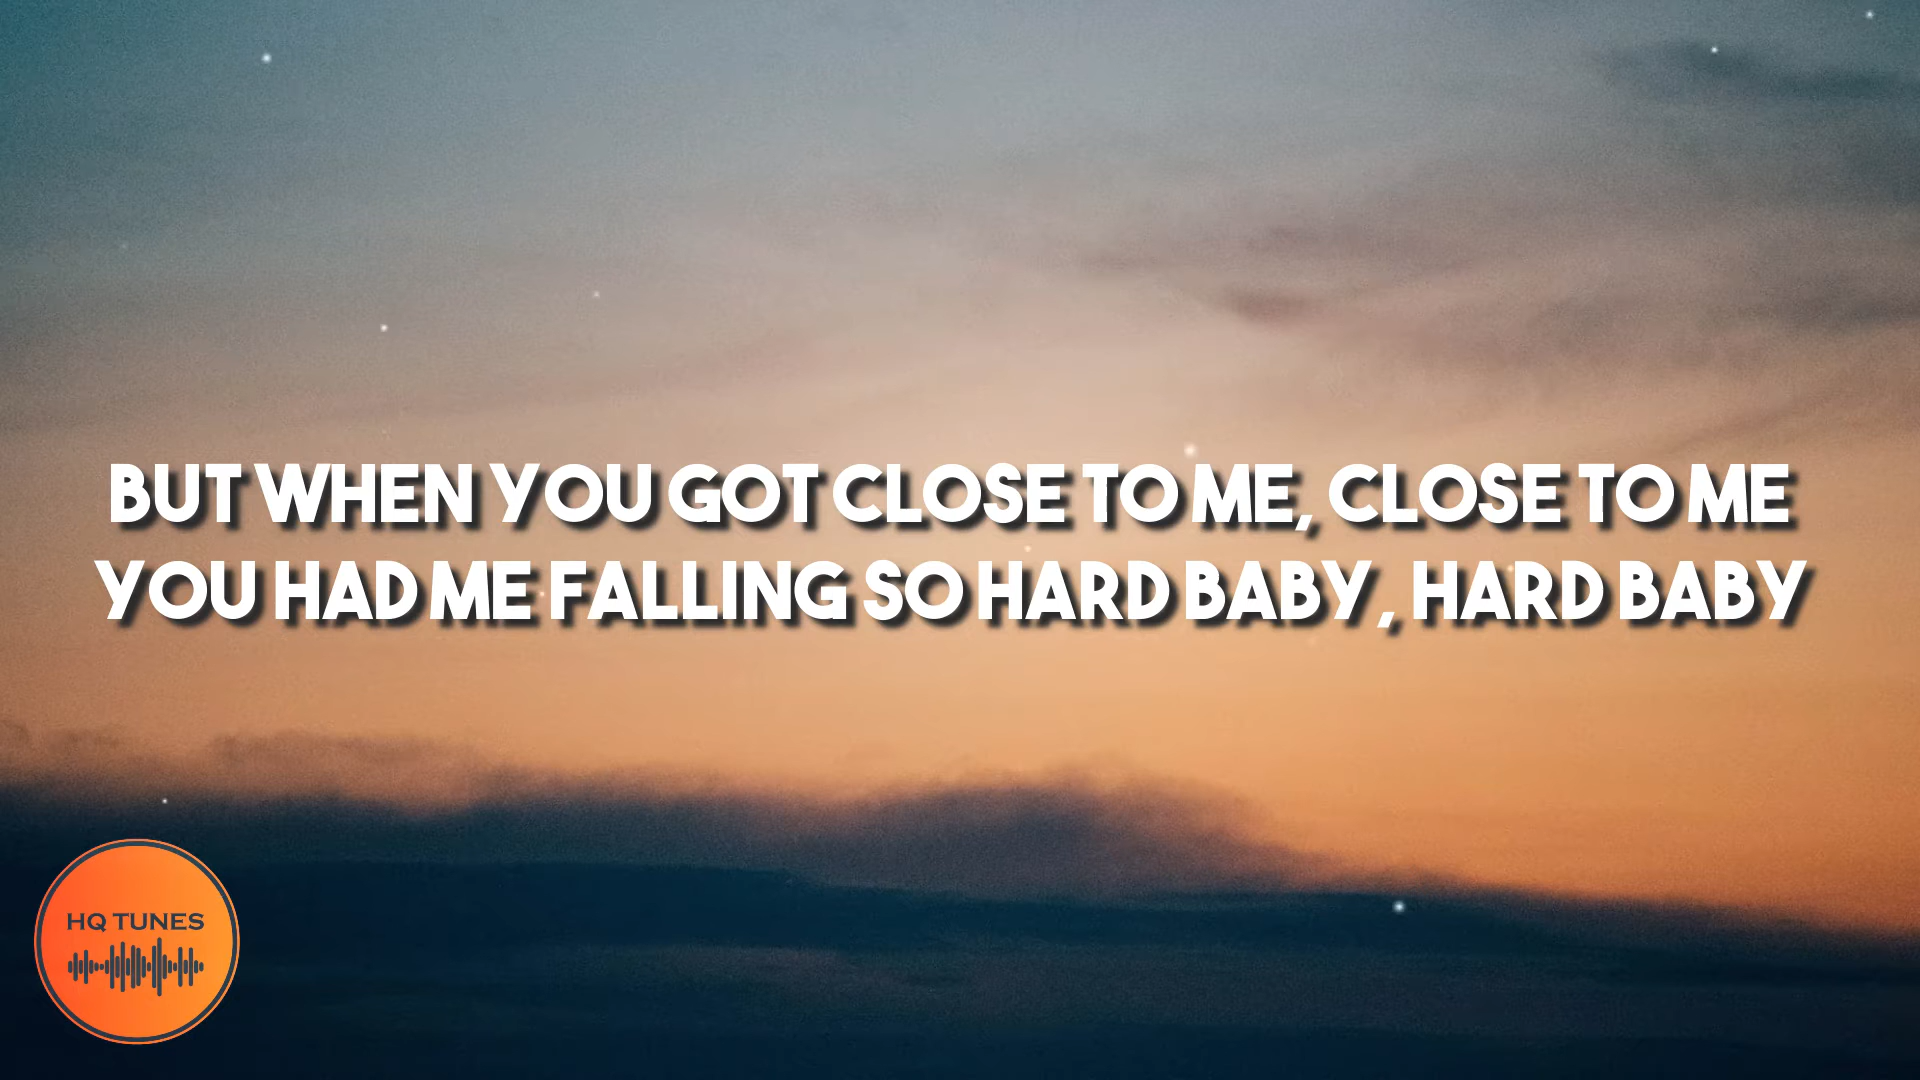 BUT WHEN YOU GOT CLOSE TO ME, CLOSE TO ME
YOU HAD ME FALLING SO HARD BABY, HARD BABY
HQ TUNES